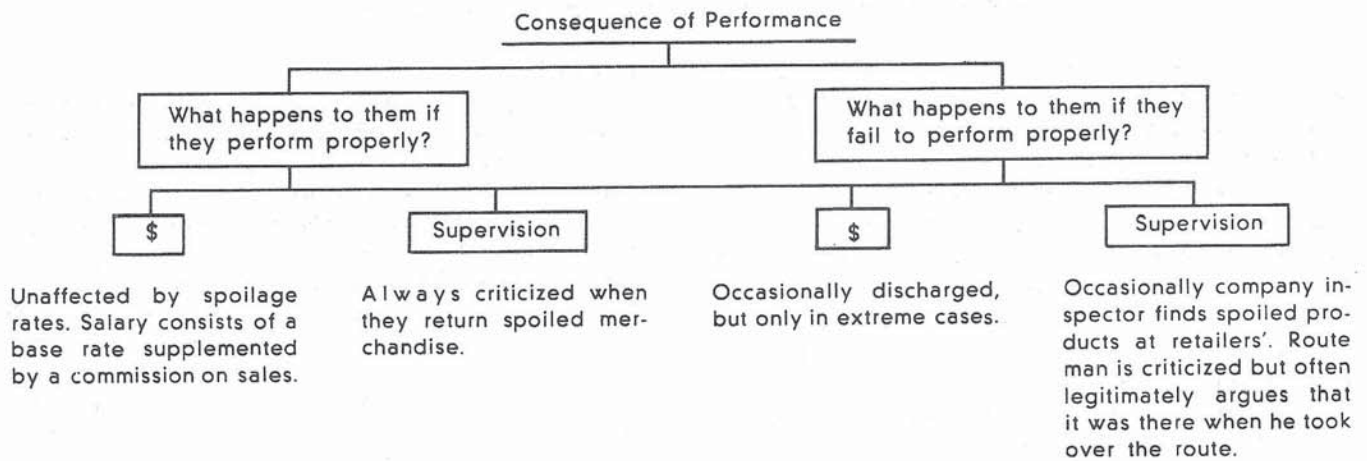 Consequence of Performance
What happens to them if
they perform properly?
What happens to them if they
fail to perform properly?
$
Supervision
$
Supervision
Unaffected by spoilage
rates. Salary consists of a
base rate supplemented
by a commission on sales.
Always criticized when
they return spoiled mer-
chandise.
Occasionally discharged,
but only in extreme cases.
Occasionally company in-
spector finds spoiled pro-
ducts at retailers'. Route
man is criticized but often
legitimately argues that
it was there when he took
over the route.